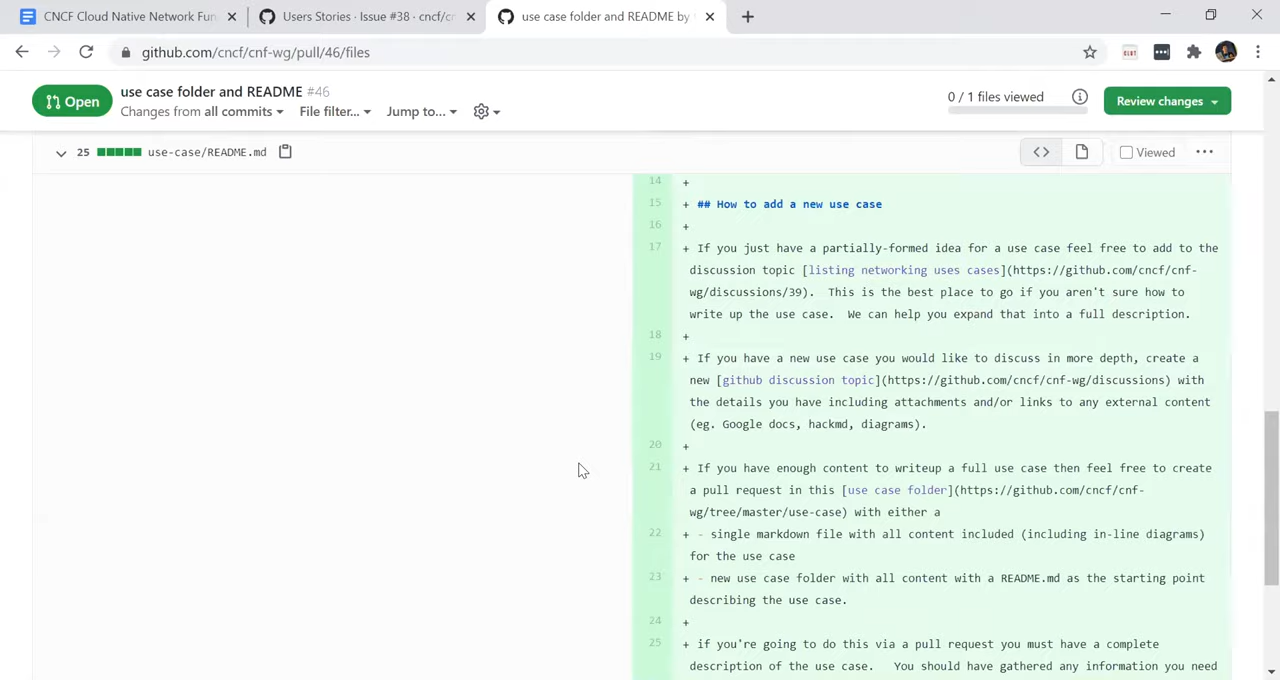 CNCF Cloud Native Network Fun
Users Stories · Issue #38 · cncf/cn
use case folder and README by
github.com/cncf/cnf-wg/pull/46/files
Open
use case folder and README #46
Changes from all commits
File filter...
Jump to...
0 / 1 files viewed
Review changes
25
use-case/README.md
Viewed
14 +
15 + ## How to add a new use case
16 +
17 + If you just have a partially-formed idea for a use case feel free to add to the
discussion topic [listing networking uses cases](https://github.com/cncf/cnf-
wg/discussions/39).  This is the best place to go if you aren't sure how to
write up the use case.  We can help you expand that into a full description.
18 +
19 + If you have a new use case you would like to discuss in more depth, create a
new [github discussion topic](https://github.com/cncf/cnf-wg/discussions) with
the details you have including attachments and/or links to any external content
(eg. Google docs, hackmd, diagrams).
20 +
21 + If you have enough content to writeup a full use case then feel free to create
a pull request in this [use case folder](https://github.com/cncf/cnf-
wg/tree/master/use-case) with either a
22 + - single markdown file with all content included (including in-line diagrams)
for the use case
23 + - new use case folder with all content with a README.md as the starting point
describing the use case.
24 +
25 + if you're going to do this via a pull request you must have a complete
description of the use case.   You should have gathered any information you need